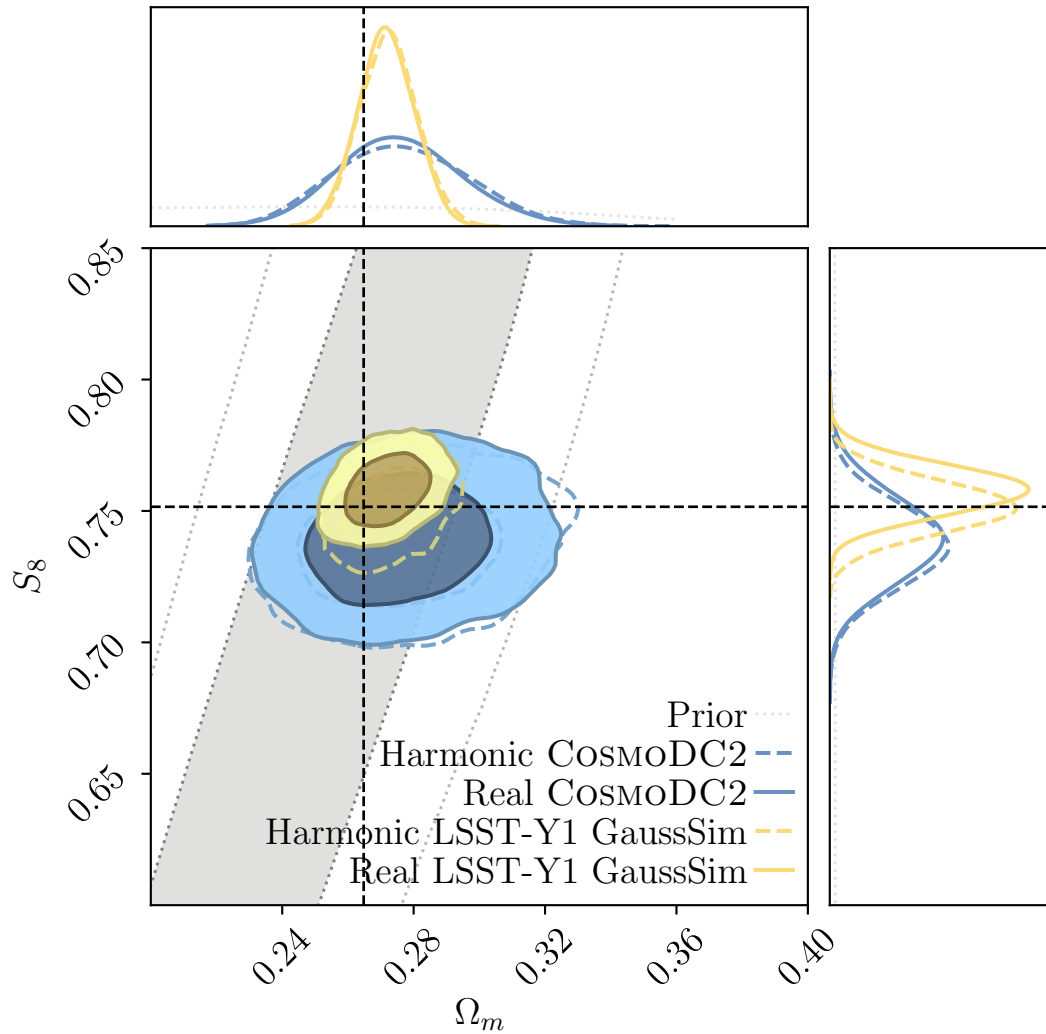 0.85
0.80
0.75
0.70
0.65
S₈
Prior
Harmonic COSMODC2
Real COSMODC2
Harmonic LSST-Y1 GaussSim
Real LSST-Y1 GaussSim
0.24
0.28
0.32
0.36
0.40
Ωₘ